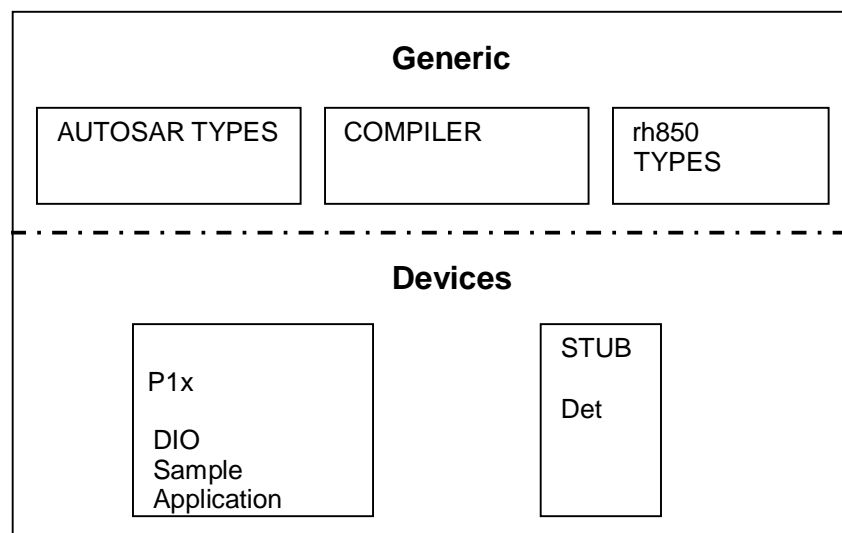 Generic
AUTOSAR TYPES
COMPILER
rh850
TYPES
Devices
P1x
DIO
Sample
Application
STUB
Det